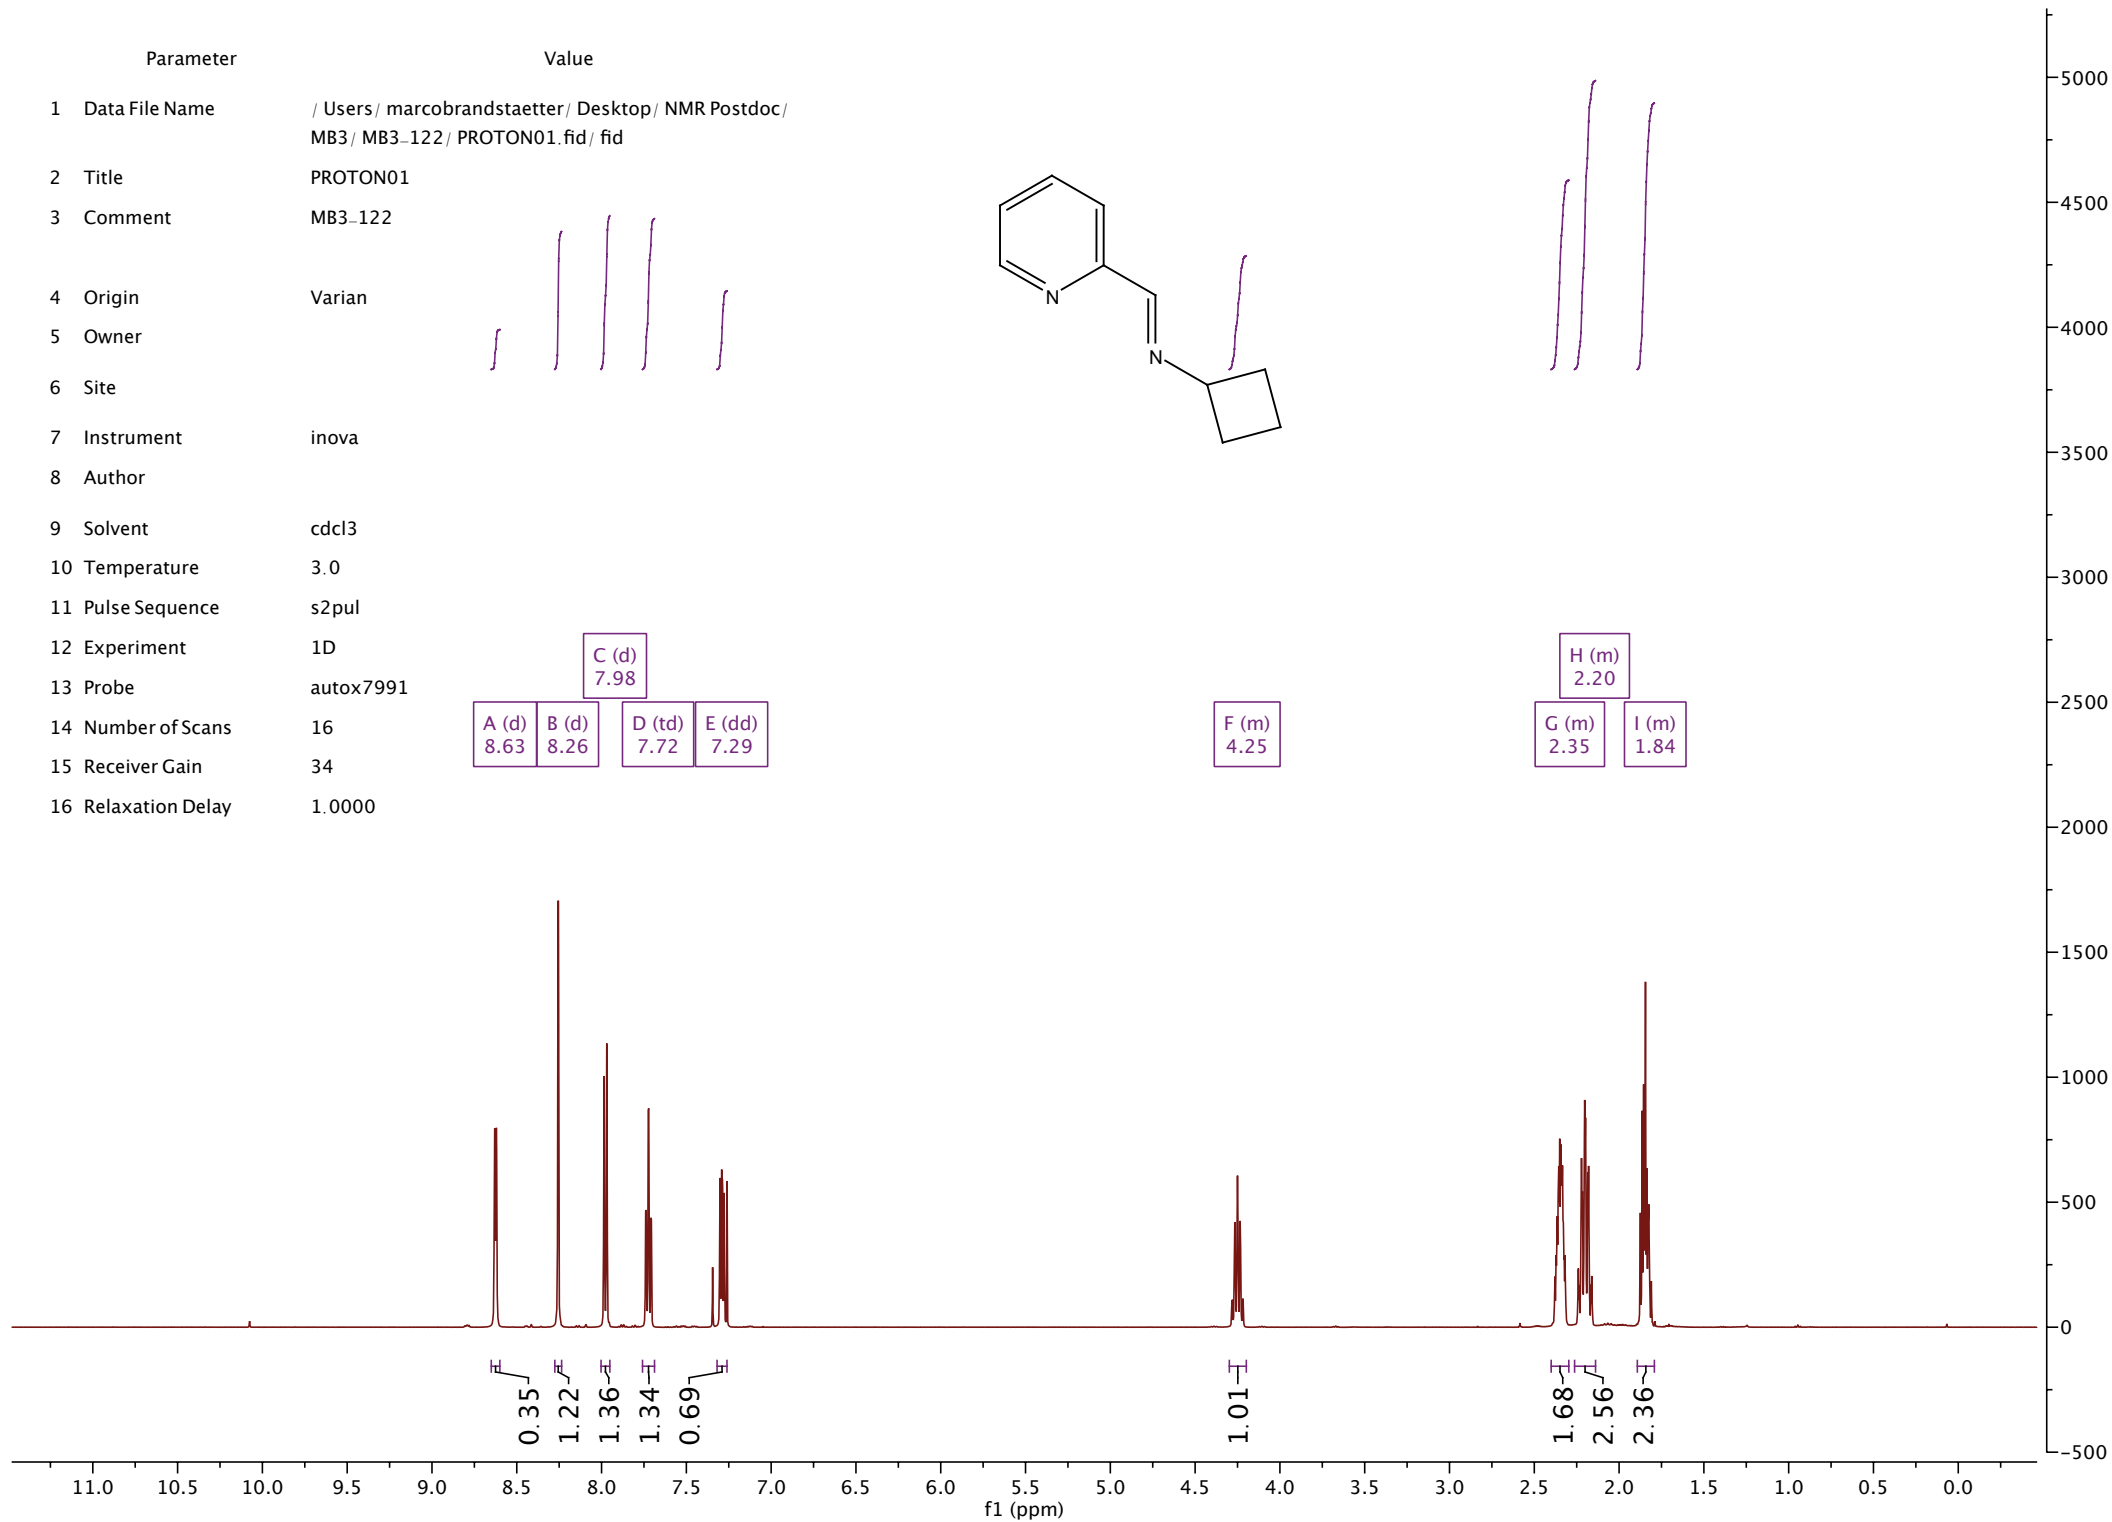 Parameter Value
1 Data File Name / Users/ marcobrandstaetter/ Desktop/ NMR Postdoc/
MB3/ MB3_122/ PROTON01.fid/ fid
2 Title PROTON01
3 Comment MB3_122
4 Origin Varian
5 Owner
6 Site
7 Instrument inova
8 Author
9 Solvent cdcl3
10 Temperature 3.0
11 Pulse Sequence s2pul
12 Experiment 1D
13 Probe autox7991
14 Number of Scans 16
15 Receiver Gain 34
16 Relaxation Delay 1.0000
N
N
A (d)
8.63
B (d)
8.26
C (d)
7.98
D (td)
7.72
E (dd)
7.29
F (m)
4.25
G (m)
2.35
H (m)
2.20
I (m)
1.84
5000
4500
4000
3500
3000
2500
2000
1500
1000
500
0
-500
0.35 1.22 1.36 1.34 0.69 1.01 1.68 2.56 2.36
11.0 10.5 10.0 9.5 9.0 8.5 8.0 7.5 7.0 6.5 6.0 5.5 5.0 4.5 4.0 3.5 3.0 2.5 2.0 1.5 1.0 0.5 0.0
f1 (ppm)